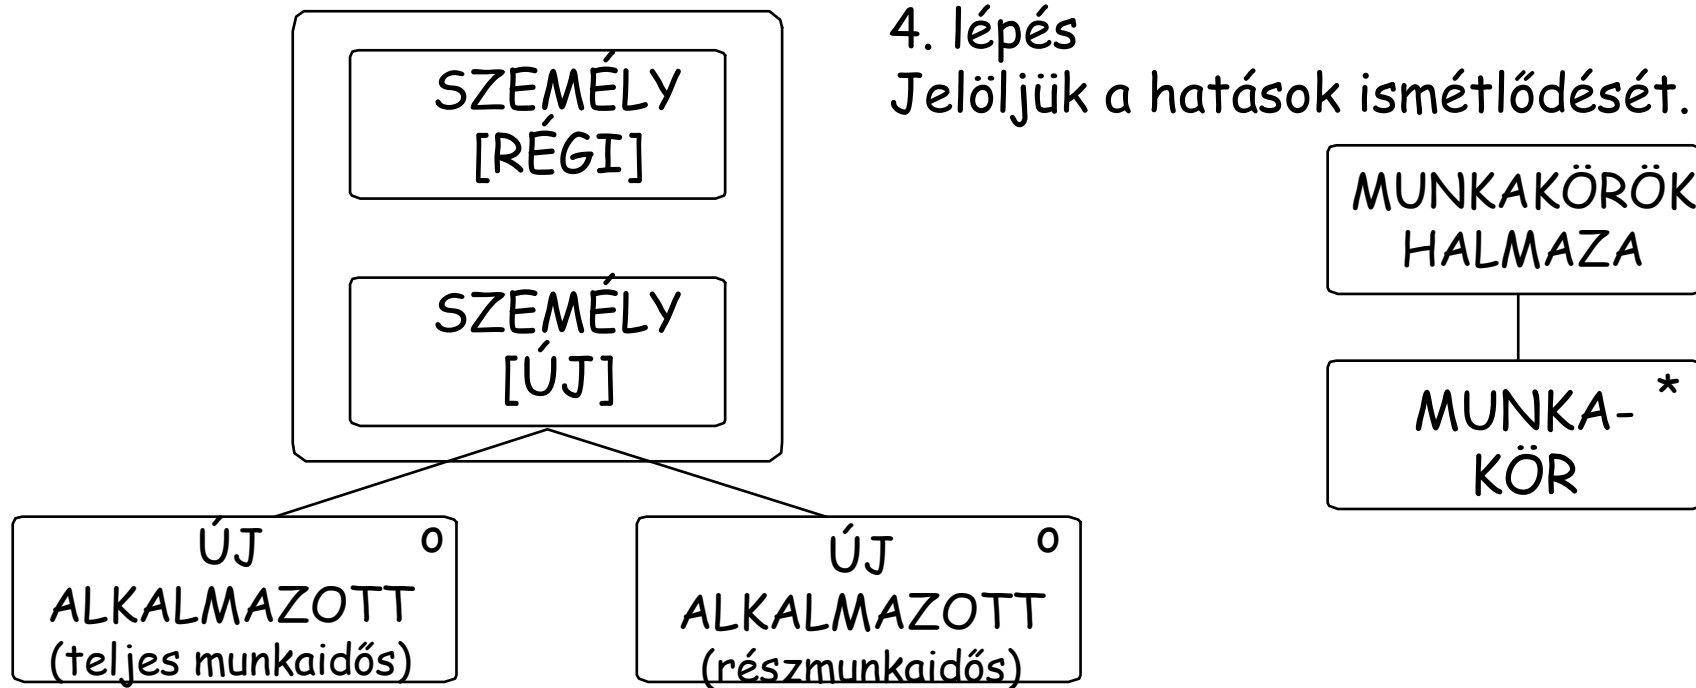 4. lépés
Jelöljük a hatások ismétlődését.
SZEMÉLY
[RÉGI]
SZEMÉLY
[ÚJ]
ÚJ o
ALKALMAZOTT
(teljes munkaidős)
ÚJ o
ALKALMAZOTT
(részmunkaidős)
MUNKAKÖRÖK
HALMAZA
MUNKA- *
KÖR